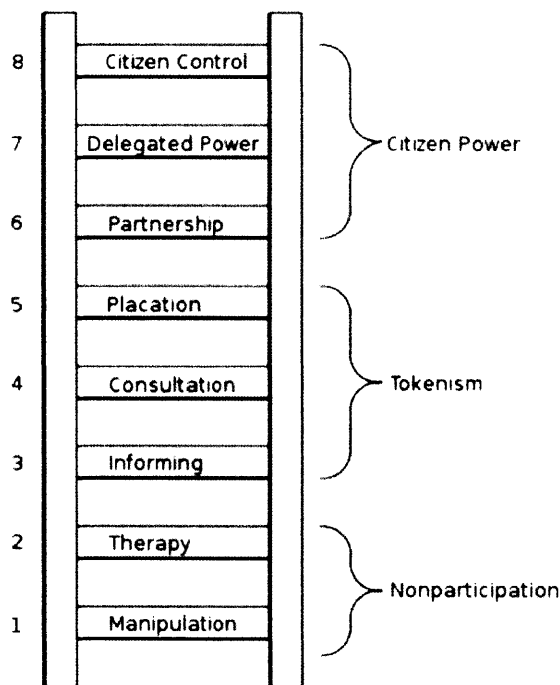 8 Citizen Control
7 Delegated Power
Citizen Power
6 Partnership
5 Placation
4 Consultation
Tokenism
3 Informing
2 Therapy
Nonparticipation
1 Manipulation